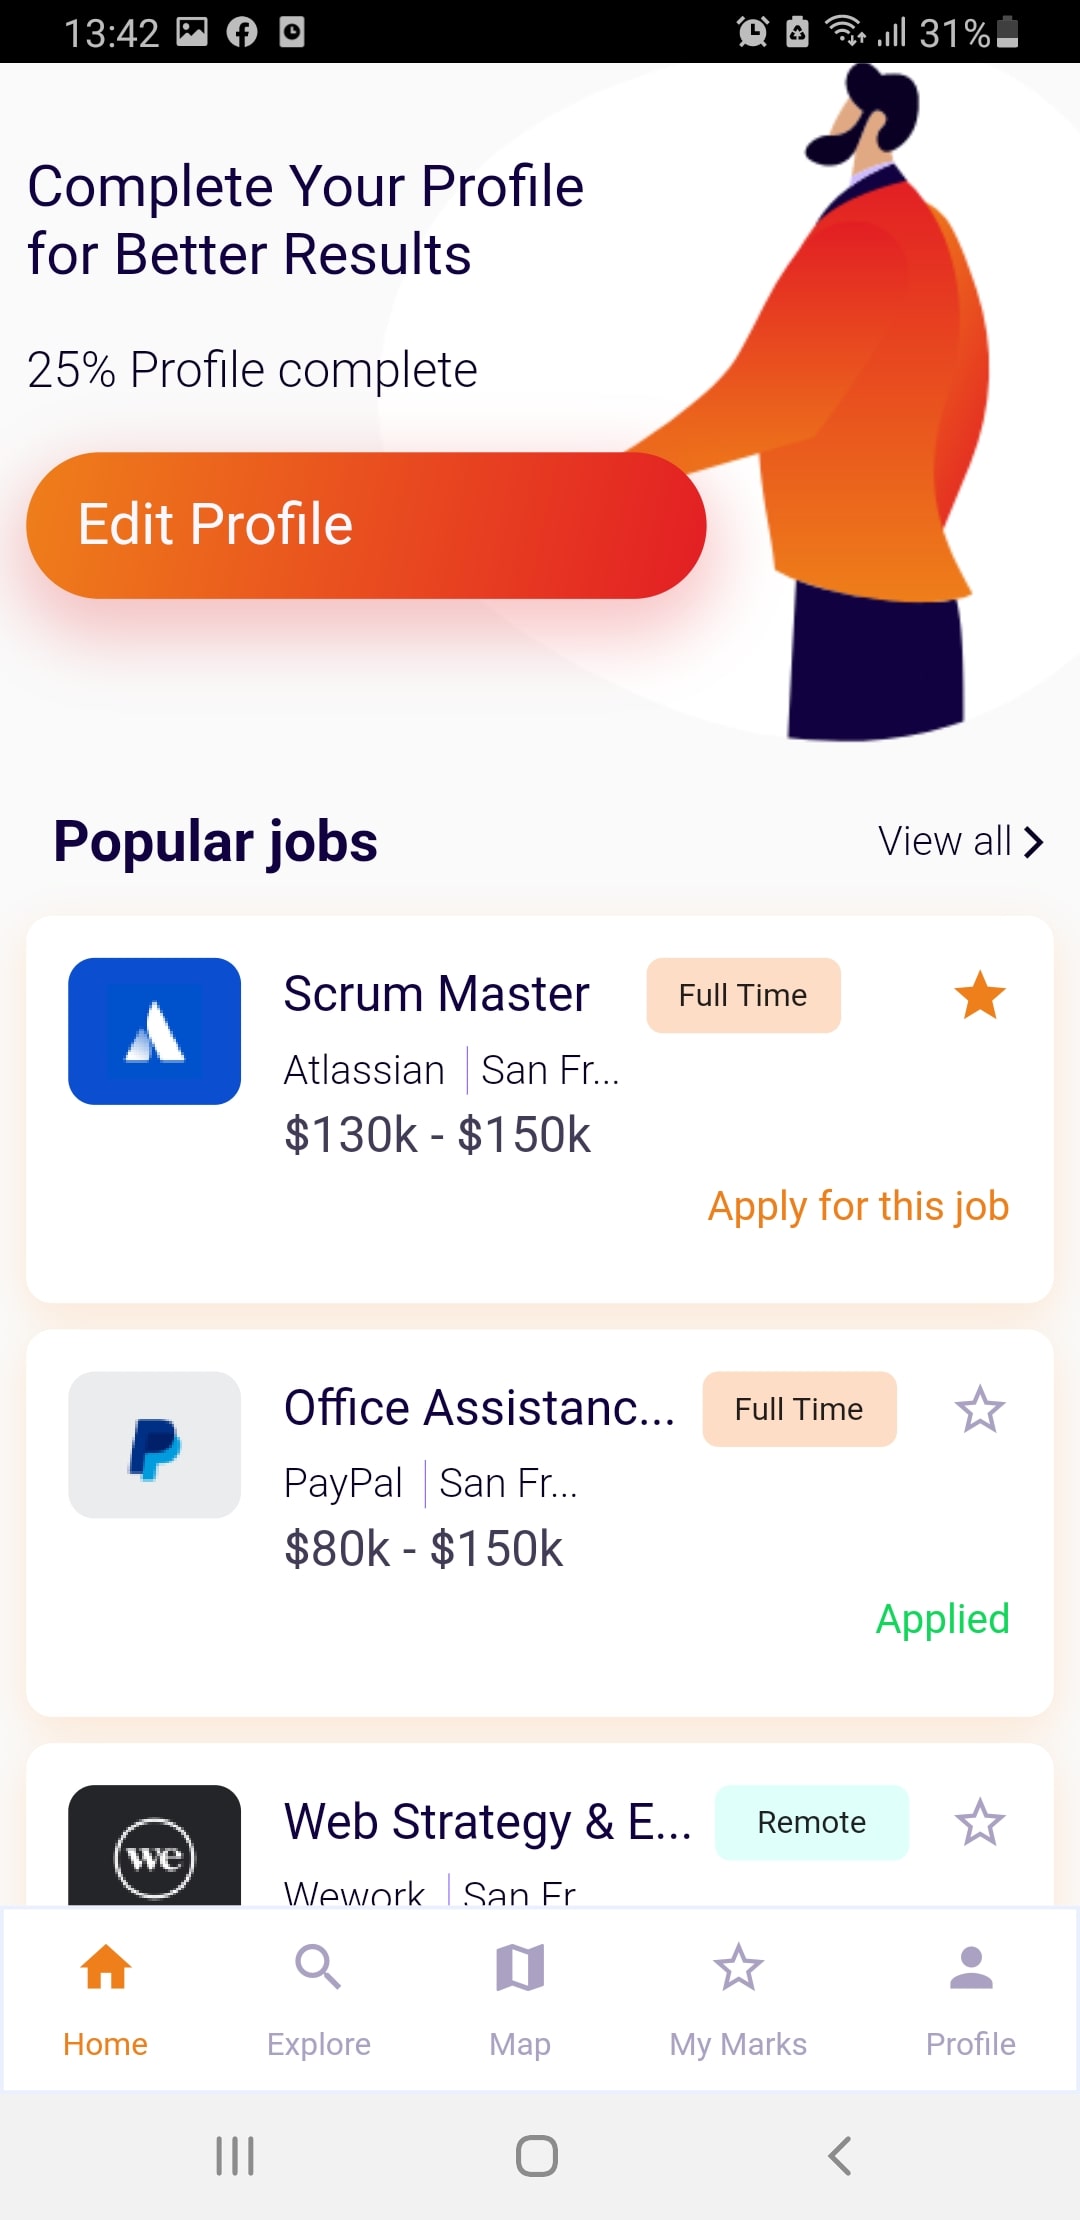 13:42
31%
Complete Your Profile
for Better Results
25% Profile complete
Edit Profile
Popular jobs
View all
Scrum Master
Full Time
Atlassian
San Fr...
$130k - $150k
Apply for this job
Office Assistanc...
Full Time
PayPal
San Fr...
$80k - $150k
Applied
we
Web Strategy & E...
Remote
Wework
San Fr
Home
Explore
Map
My Marks
Profile